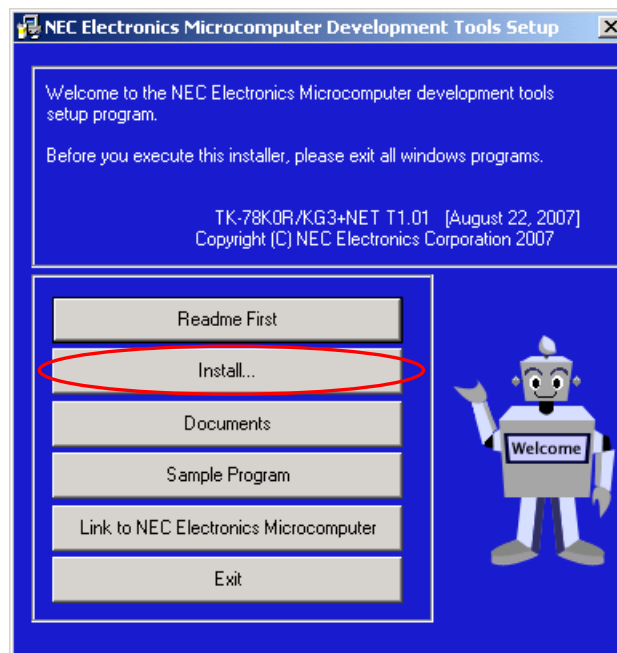 NEC Electronics Microcomputer Development Tools Setup
Welcome to the NEC Electronics Microcomputer development tools
setup program.
Before you execute this installer, please exit all windows programs.
TK-78K0R/KG3+NET T1.01 [August 22, 2007]
Copyright (C) NEC Electronics Corporation 2007
Readme First
Install...
Documents
Sample Program
Link to NEC Electronics Microcomputer
Exit
Welcome